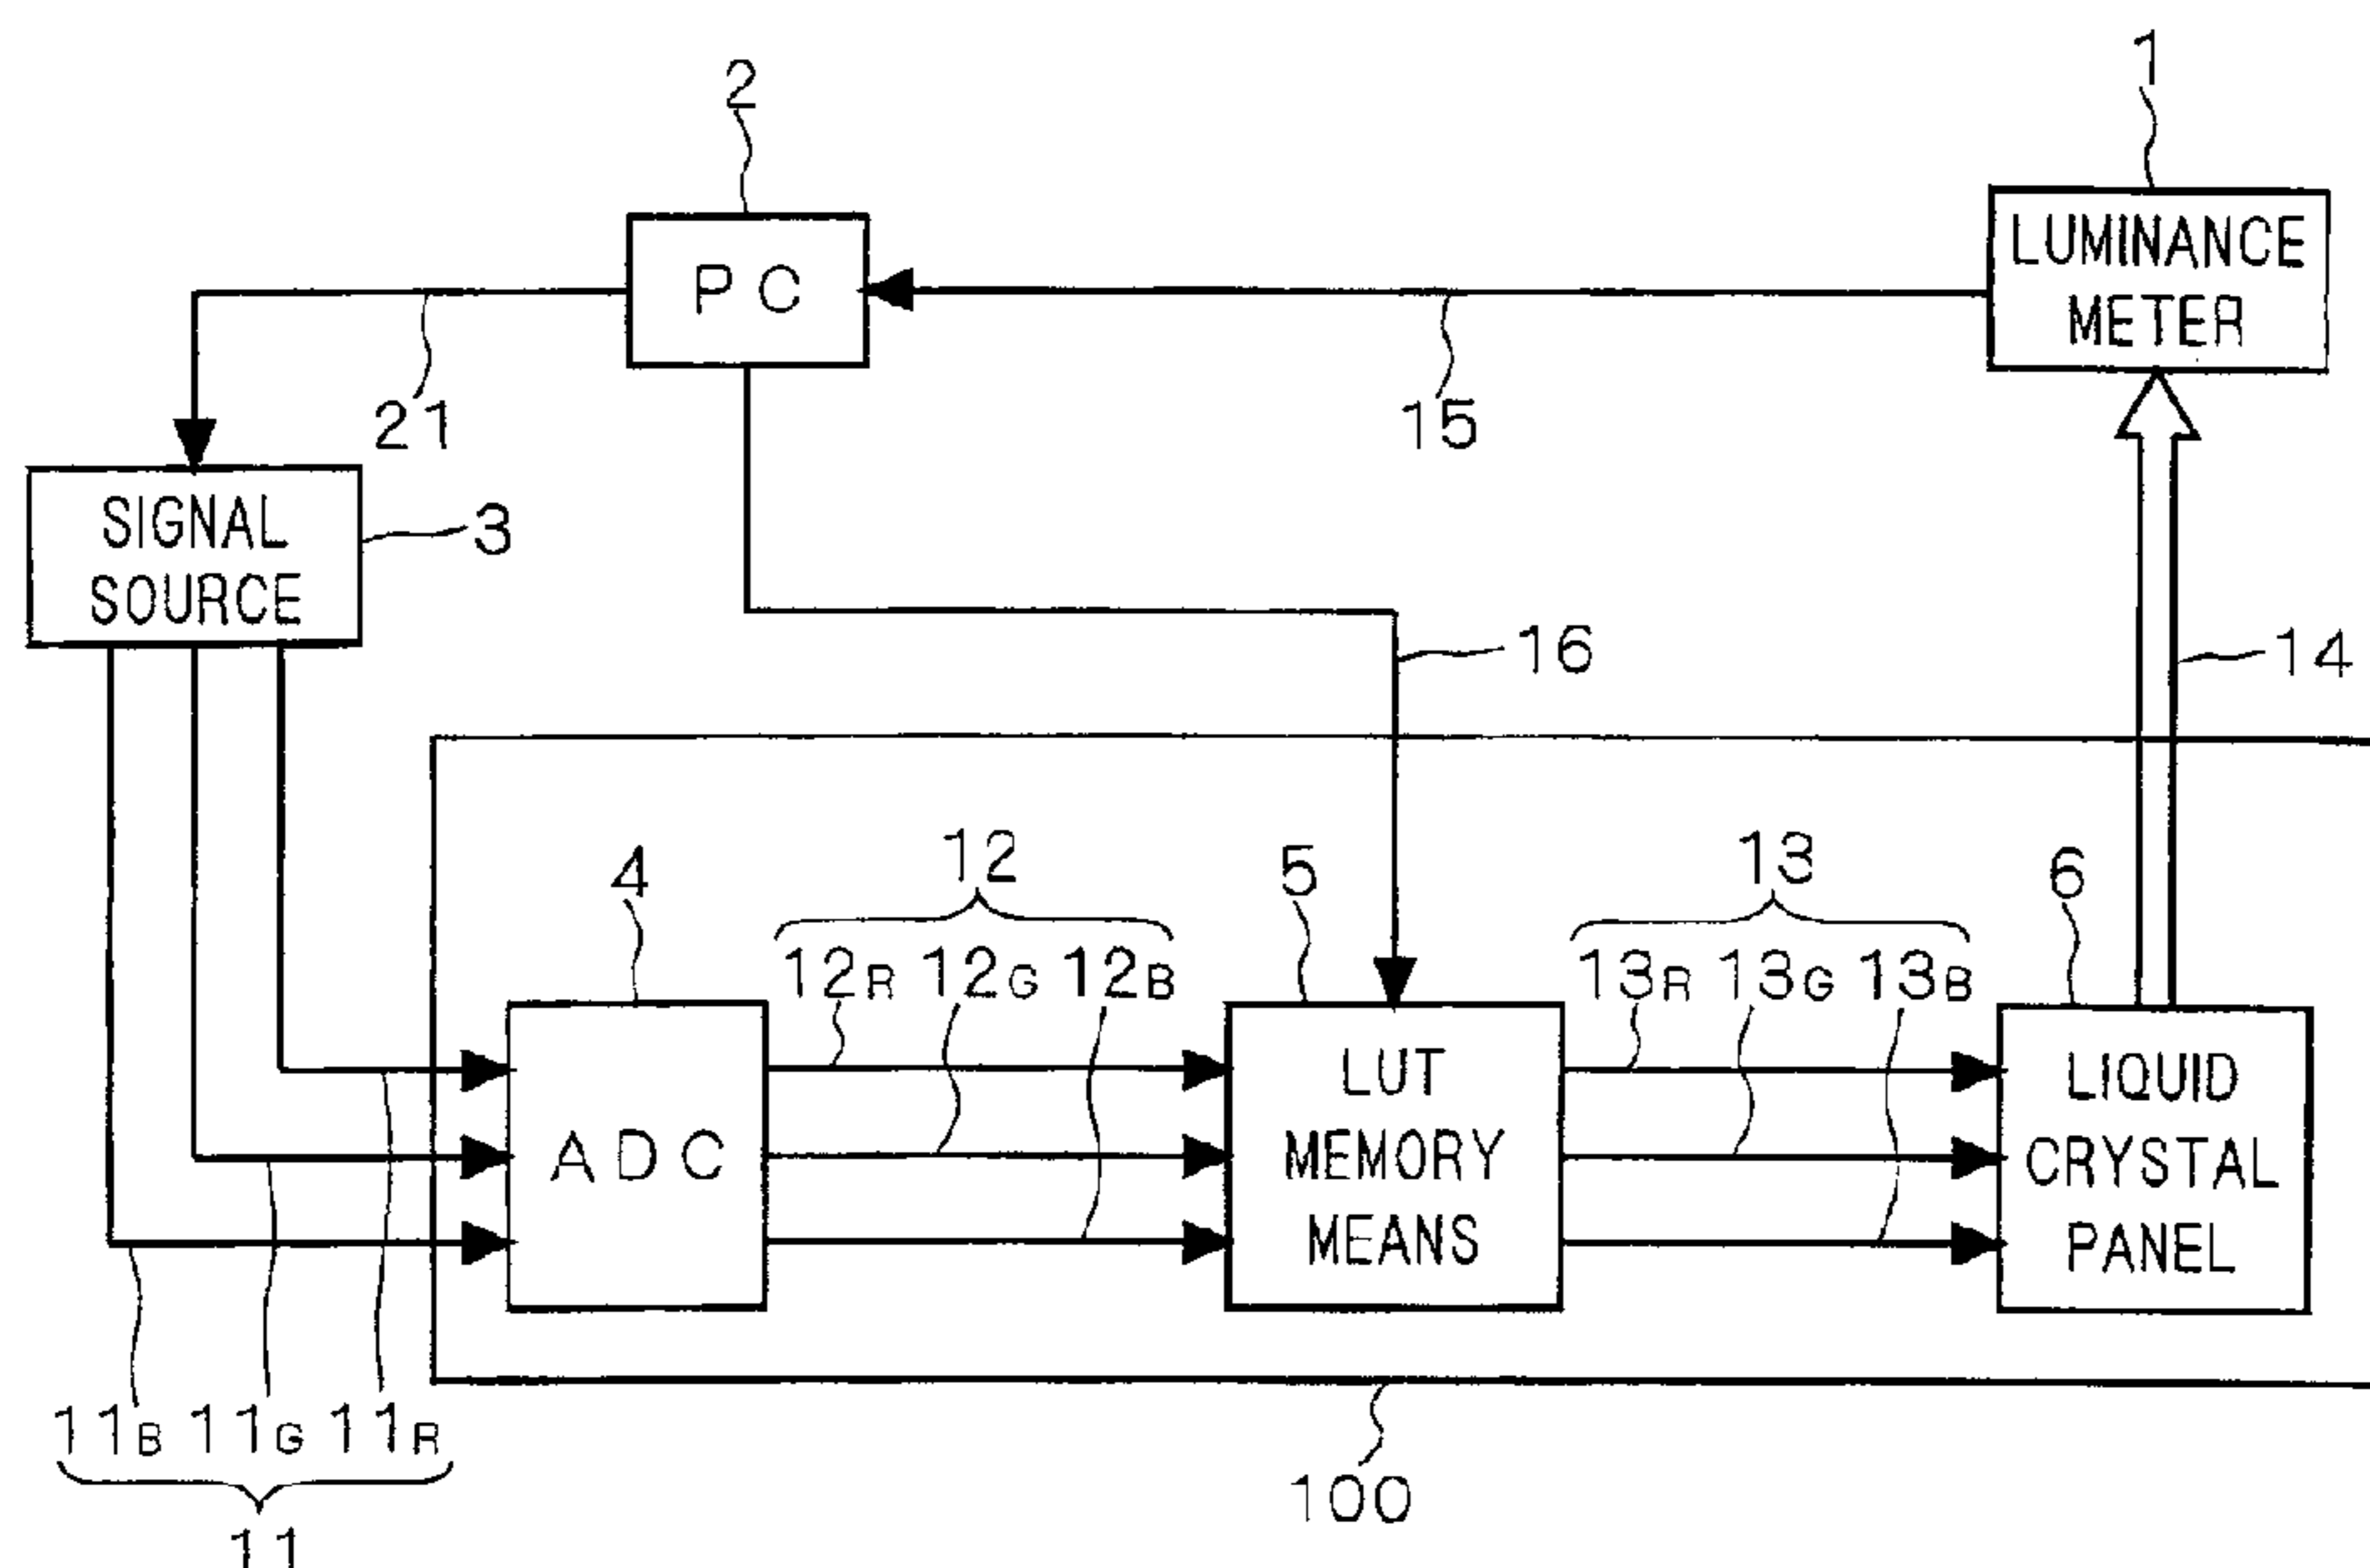 1
2
LUMINANCE
METER
P C
21
15
SIGNAL
SOURCE
3
16
14
12
13
4
5
6
12R 12G 12B
13R 13G 13B
A D C
LUT
MEMORY
MEANS
LIQUID
CRYSTAL
PANEL
11B 11G 11R
100
11